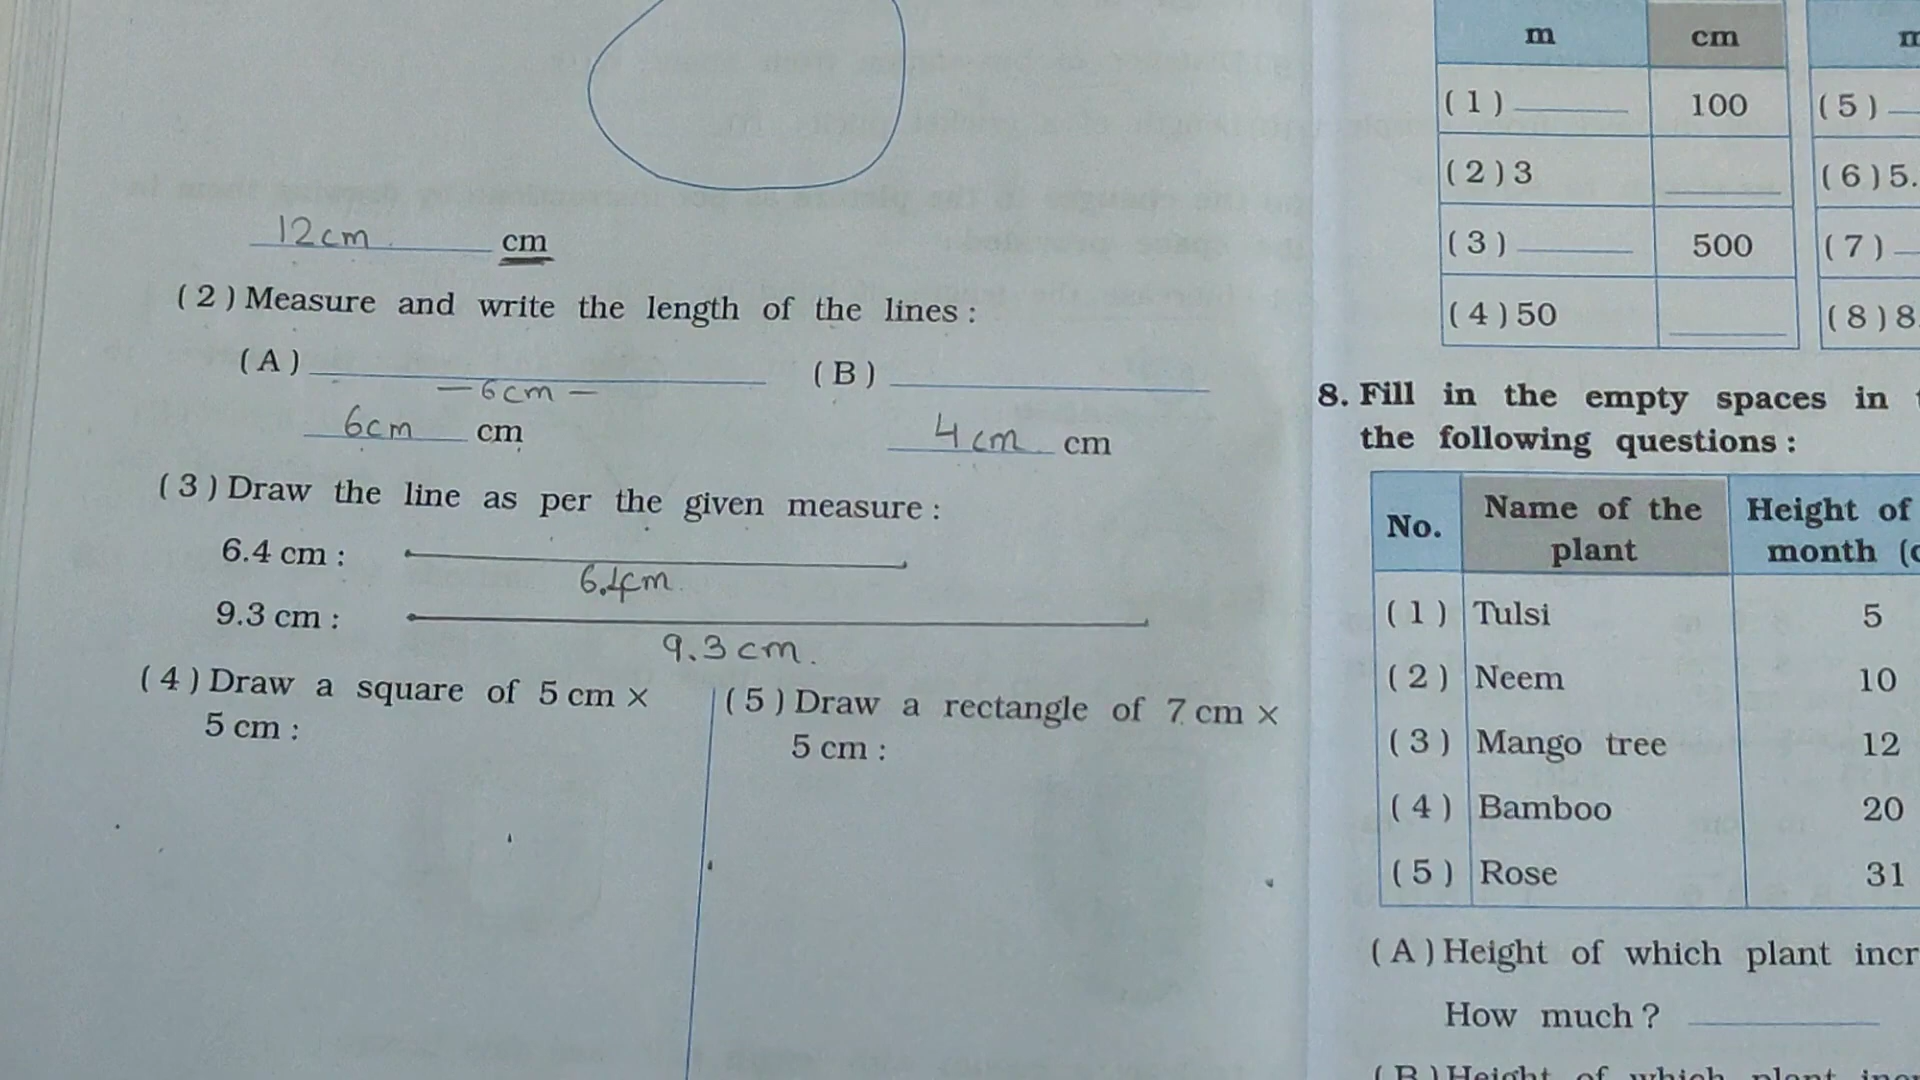 12cm cm
(2) Measure and write the length of the lines :
(A) (B)
— 6cm —
6cm cm 4cm cm
(3) Draw the line as per the given measure :
6.4 cm :
6.4cm
9.3 cm :
9.3cm.
(4) Draw a square of 5 cm ×
5 cm :
(5) Draw a rectangle of 7 cm ×
5 cm :
m cm
(1) 100 (5)
(2) 3 (6) 5.
(3) 500 (7)
(4) 50 (8) 8
8. Fill in the empty spaces in
the following questions :
No. Name of the plant Height of month
(1) Tulsi 5
(2) Neem 10
(3) Mango tree 12
(4) Bamboo 20
(5) Rose 31
(A) Height of which plant incr
How much ?
(B) Height of which plant